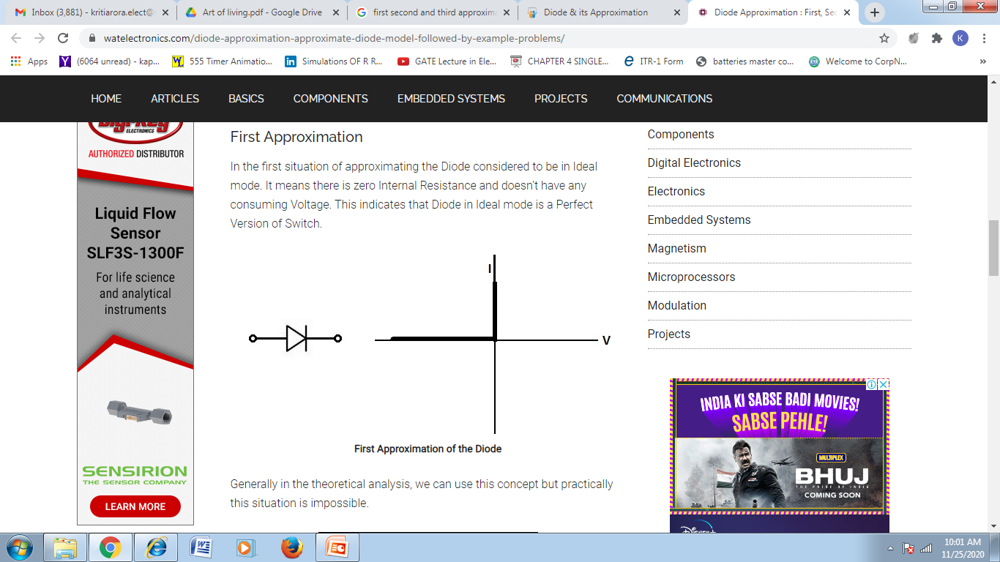 Inbox (3,881) - kritiarora.elect@
Art of living.pdf - Google Drive
first second and third approxim
Diode & its Approximation
Diode Approximation : First, Sec
watelectronics.com/diode-approximation-approximate-diode-model-followed-by-example-problems/
K
Apps
(6064 unread) - kap...
555 Timer Animatio...
Simulations OF R R...
GATE Lecture in Ele...
CHAPTER 4 SINGLE...
ITR-1 Form
batteries master co...
Welcome to CorpN...
»
HOME ARTICLES BASICS COMPONENTS EMBEDDED SYSTEMS PROJECTS COMMUNICATIONS
ELECTRONICS
AUTHORIZED DISTRIBUTOR
Liquid Flow
Sensor
SLF3S-1300F
For life science
and analytical
instruments
SENSIRION
THE SENSOR COMPANY
LEARN MORE
First Approximation
In the first situation of approximating the Diode considered to be in Ideal
mode. It means there is zero Internal Resistance and doesn't have any
consuming Voltage. This indicates that Diode in Ideal mode is a Perfect
Version of Switch.
I
V
First Approximation of the Diode
Generally in the theoretical analysis, we can use this concept but practically
this situation is impossible.
Components
Digital Electronics
Electronics
Embedded Systems
Magnetism
Microprocessors
Modulation
Projects
INDIA KI SABSE BADI MOVIES!
SABSE PEHLE!
MULTIPLEX
BHUJ
THE PRIDE OF INDIA
COMING SOON
10:01 AM
11/25/2020